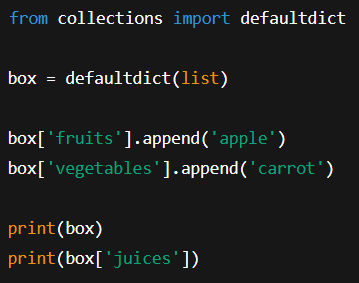 from collections import defaultdict
box = defaultdict(list)
box['fruits'].append('apple')
box['vegetables'].append('carrot')
print(box)
print(box['juices'])